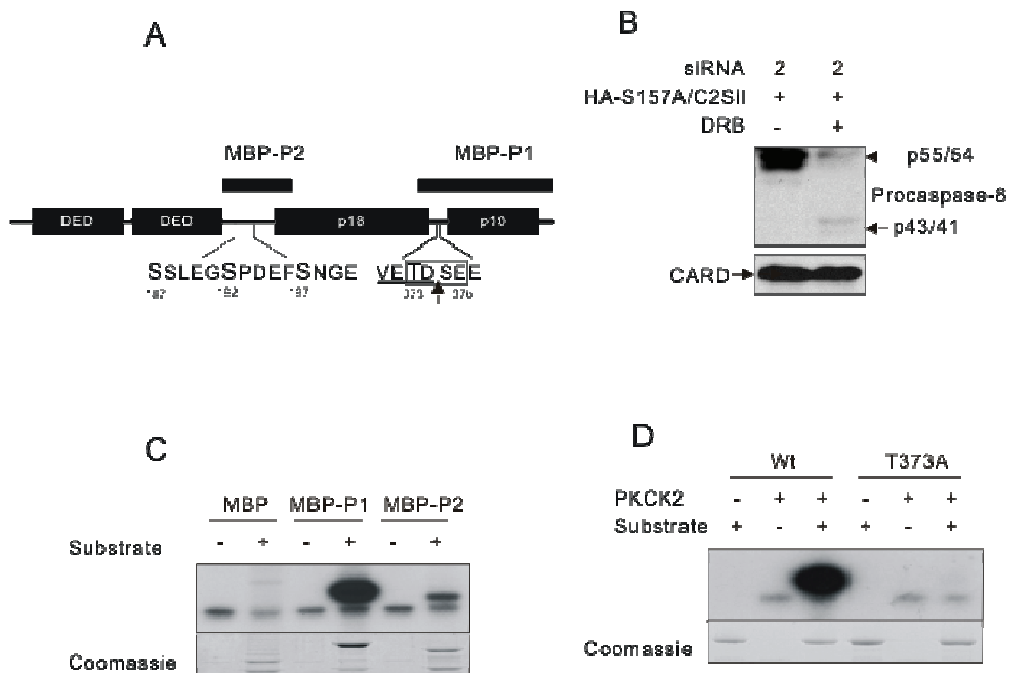 A
MBP-P2 MBP-P1
DED DED p18 p10
SSLEGSPDEFSNGE VETDSEE
B
siRNA 2 2
HA-S157A/C2SII + +
DRB - +
p55/54
Procaspase-8
p43/41
CARD
C
MBP MBP-P1 MBP-P2
Substrate - + - + - +
Coomassie
D
Wt T373A
PKCK2 - + + - + +
Substrate + - + + - +
Coomassie